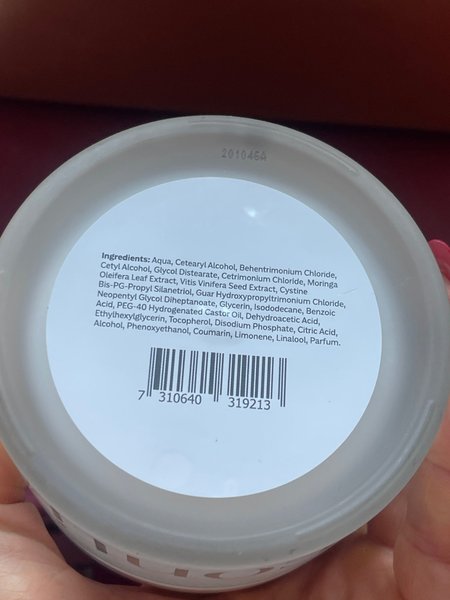 201045A
Ingredients: Aqua, Cetearyl Alcohol, Behentrimonium Chloride,
Cetyl Alcohol, Glycol Distearate, Cetrimonium Chloride, Moringa
Oleifera Leaf Extract, Vitis Vinifera Seed Extract, Cystine
Bis-PG-Propyl Silanetriol, Guar Hydroxypropyltrimonium Chloride,
Neopentyl Glycol Diheptanoate, Glycerin, Isododecane, Benzoic
Acid, PEG-40 Hydrogenated Castor Oil, Dehydroacetic Acid,
Ethylhexylglycerin, Tocopherol, Disodium Phosphate, Citric Acid,
Alcohol, Phenoxyethanol, Coumarin, Limonene, Linalool, Parfum.
7 310640 319213